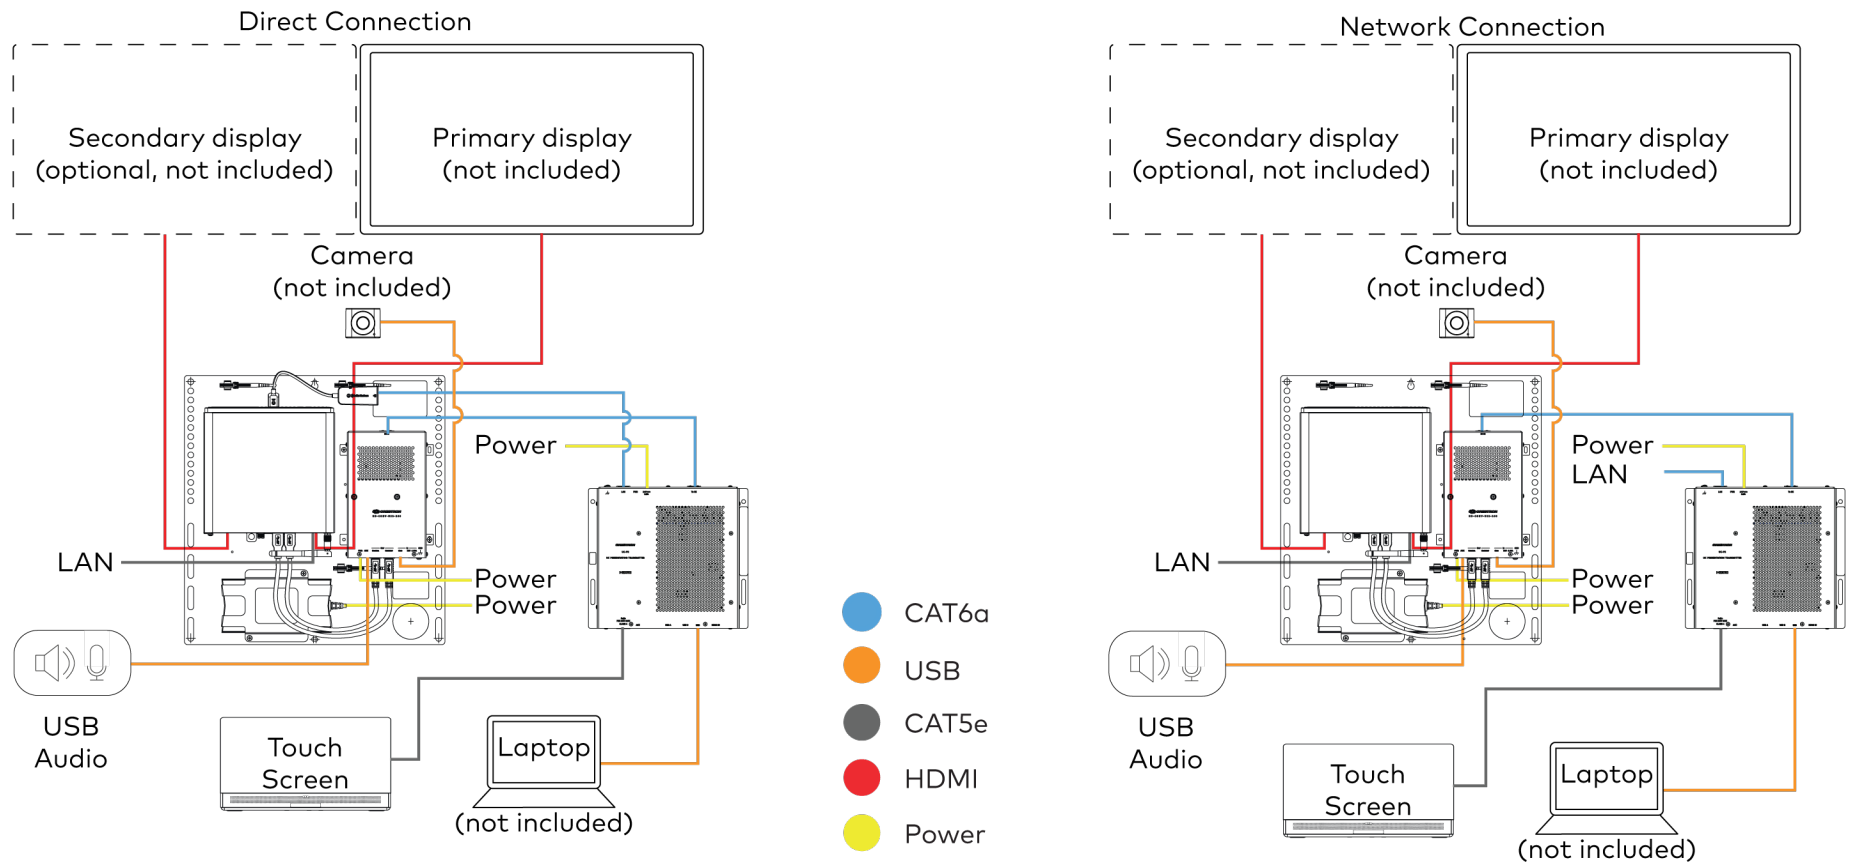 Direct Connection
Secondary display
(optional, not included)
Primary display
(not included)
Camera
(not included)
Power
LAN
Power
Power
USB
Audio
Touch
Screen
Laptop
(not included)
CAT6a
USB
CAT5e
HDMI
Power
Network Connection
Secondary display
(optional, not included)
Primary display
(not included)
Camera
(not included)
Power
LAN
LAN
Power
Power
USB
Audio
Touch
Screen
Laptop
(not included)